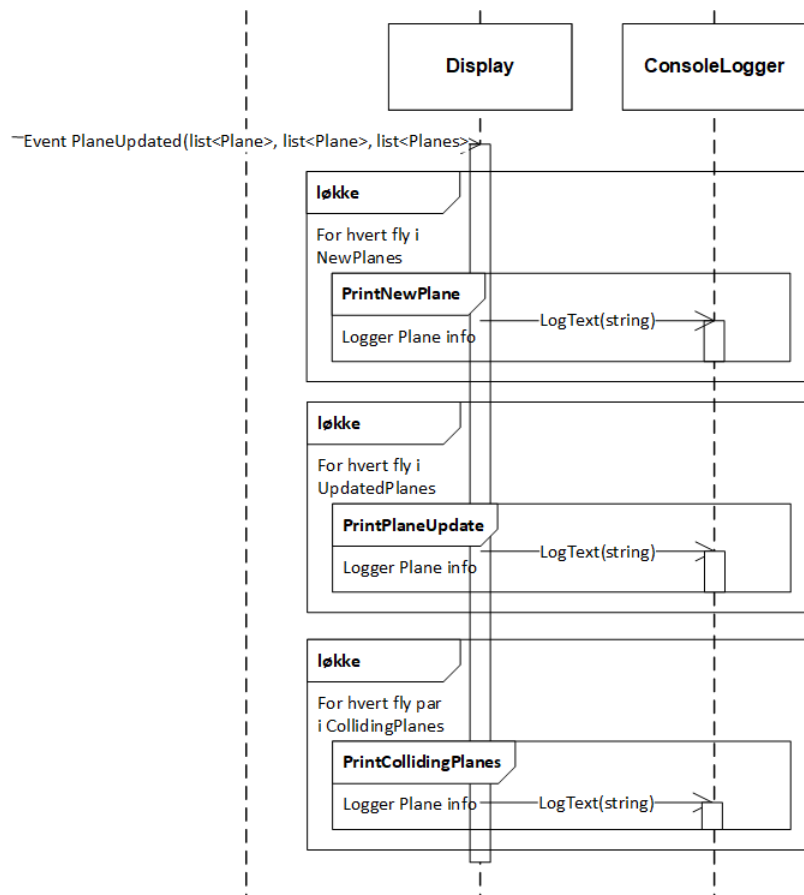 Display
ConsoleLogger
Event PlaneUpdated(list<Plane>, list<Plane>, list<Planes>)
løkke
For hvert fly i
NewPlanes
PrintNewPlane
LogText(string)
Logger Plane info
løkke
For hvert fly i
UpdatedPlanes
PrintPlaneUpdate
LogText(string)
Logger Plane info
løkke
For hvert fly par
i CollidingPlanes
PrintCollidingPlanes
Logger Plane info
LogText(string)